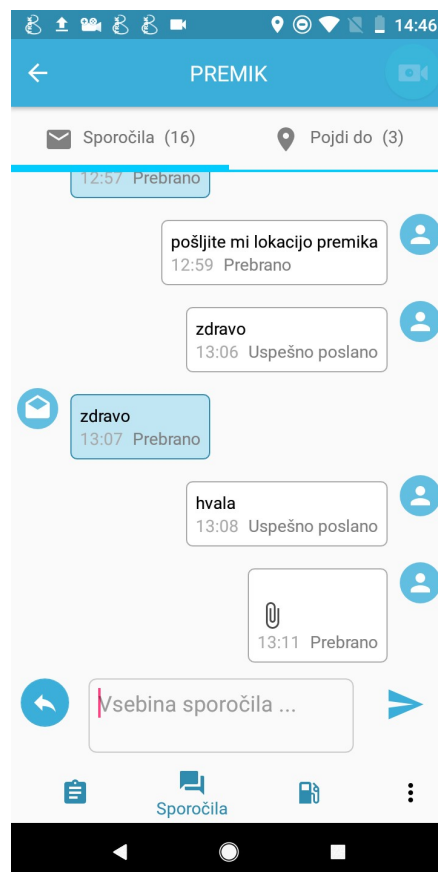 14:46
PREMIK
Sporočila (16)
Pojdi do (3)
12:57 Prebrano
pošljite mi lokacijo premika
12:59 Prebrano
zdravo
13:06 Uspešno poslano
zdravo
13:07 Prebrano
hvala
13:08 Uspešno poslano
13:11 Prebrano
Vsebina sporočila ...
Sporočila